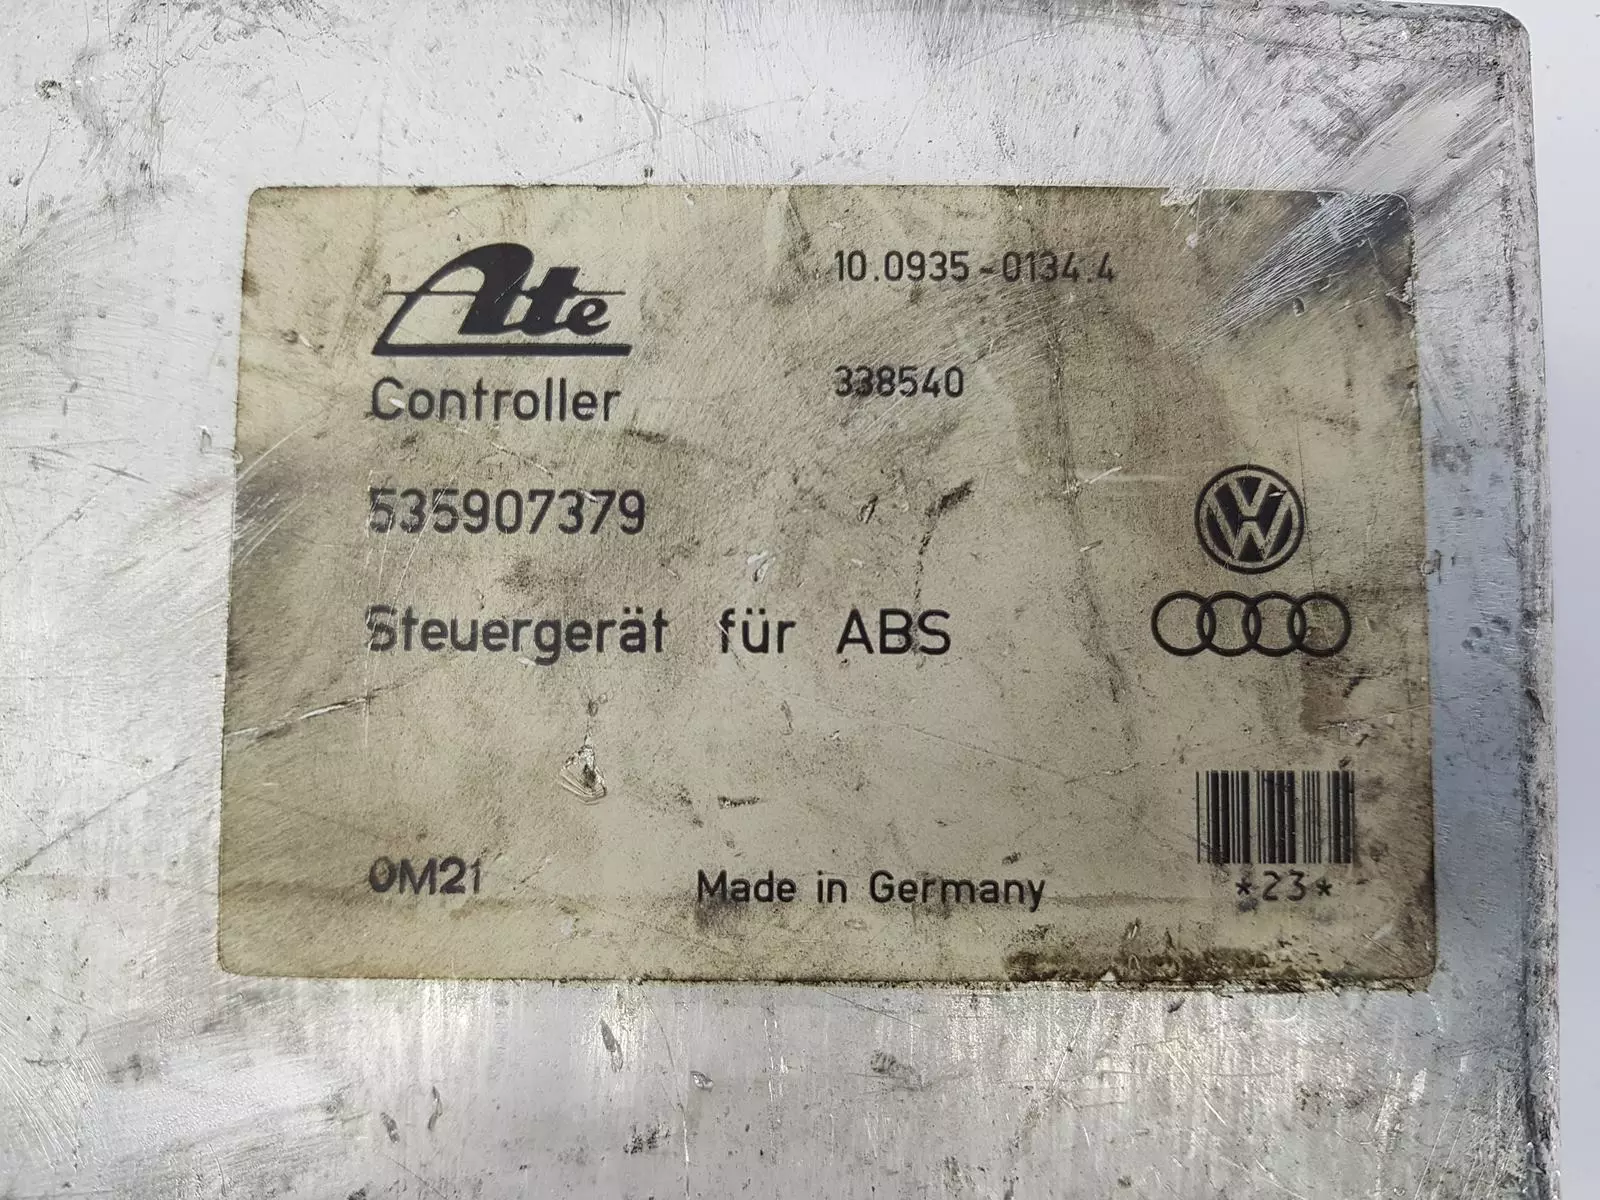 Ate
10.0935-0134.4
Controller
338540
535907379
Steuergerät für ABS
0M21
Made in Germany
*23*